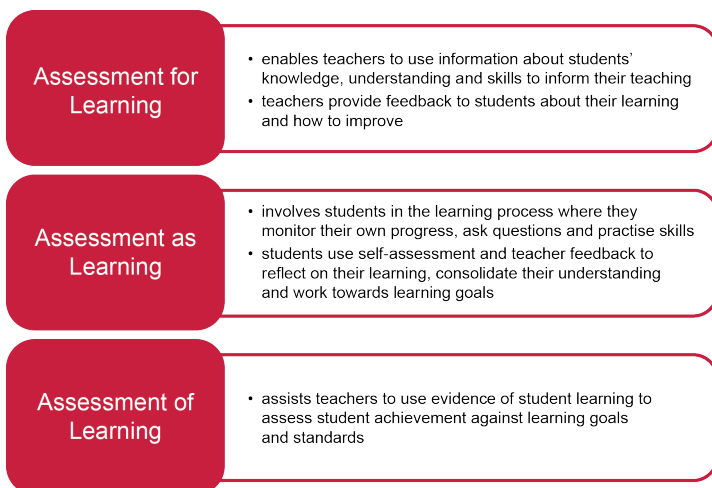 Assessment for
Learning
• enables teachers to use information about students’
knowledge, understanding and skills to inform their teaching
• teachers provide feedback to students about their learning
and how to improve
Assessment as
Learning
• involves students in the learning process where they
monitor their own progress, ask questions and practise skills
• students use self-assessment and teacher feedback to
reflect on their learning, consolidate their understanding
and work towards learning goals
Assessment of
Learning
• assists teachers to use evidence of student learning to
assess student achievement against learning goals
and standards